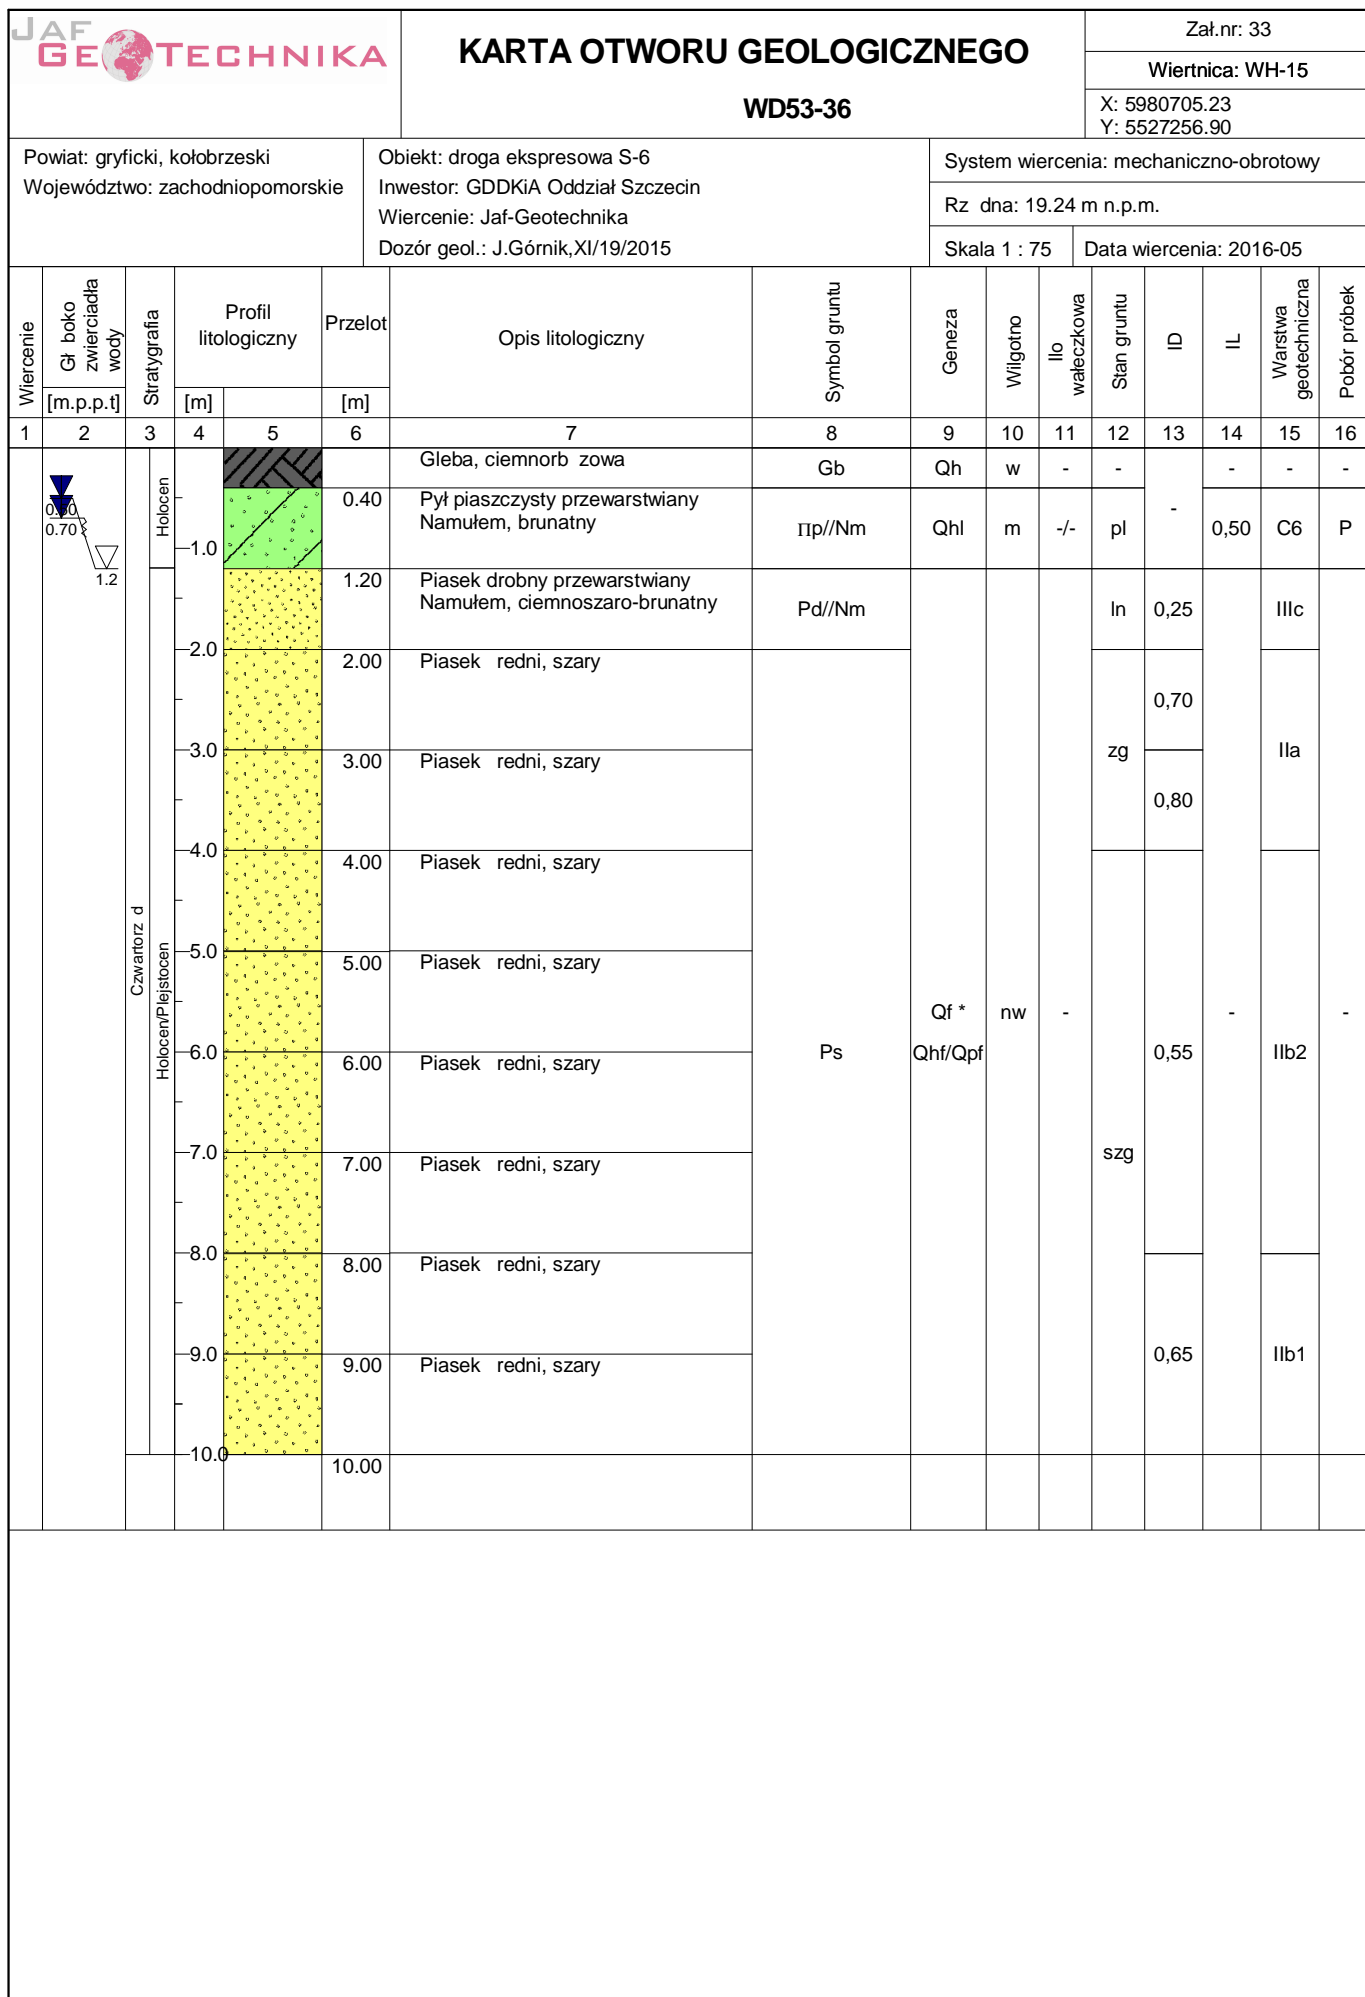 JAF
GEOTECHNIKA
KARTA OTWORU GEOLOGICZNEGO
WD53-36
Zał.nr: 33
Wiertnica: WH-15
X: 5980705.23
Y: 5527256.90
Powiat: gryficki, kołobrzeski
Województwo: zachodniopomorskie
Obiekt: droga ekspresowa S-6
Inwestor: GDDKiA Oddział Szczecin
Wiercenie: Jaf-Geotechnika
Dozór geol.: J.Górnik,XI/19/2015
System wiercenia: mechaniczno-obrotowy
Rz dna: 19.24 m n.p.m.
Skala 1 : 75
Data wiercenia: 2016-05
Wiercenie
Gł boko
zwierciadła
wody
[m.p.p.t]
Stratygrafia
Profil
litologiczny
[m]
Przelot
[m]
Opis litologiczny
Symbol gruntu
Geneza
Wilgotno
Ilo
wałeczkowa
Stan gruntu
ID
IL
Warstwa
geotechniczna
Pobór próbek
1 2 3 4 5 6 7 8 9 10 11 12 13 14 15 16
Gleba, ciemnorb zowa
Gb Qh w - - - - -
0.50
0.70
1.2
Holocen
0.40 Pył piaszczysty przewarstwiany
Namułem, brunatny
Πp//Nm Qhl m -/- pl - 0,50 C6 P
1.0
1.20 Piasek drobny przewarstwiany
Namułem, ciemnoszaro-brunatny
Pd//Nm ln 0,25 IIIc
2.0
2.00 Piasek redni, szary
0,70
3.0
zg IIa
3.00 Piasek redni, szary
0,80
4.0
4.00 Piasek redni, szary
Czwartorz d
Holocen/Plejstocen
5.0
5.00 Piasek redni, szary
Qf * nw - - -
6.0
Ps Qhf/Qpf 0,55 IIb2
6.00 Piasek redni, szary
7.0
szg
7.00 Piasek redni, szary
8.0
8.00 Piasek redni, szary
9.0
0,65 IIb1
9.00 Piasek redni, szary
10.0
10.00